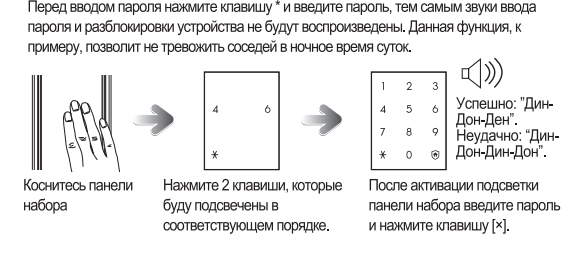 Перед вводом пароля нажмите клавишу * и введите пароль, тем самым звуки ввода
пароля и разблокировки устройства не будут воспроизведены. Данная функция, к
примеру, позволит не тревожить соседей в ночное время суток.
4 6
*
1 2 3
4 5 6
7 8 9
* 0
Успешно: "Дин-
Дон-Ден".
Неудачно: “Дин-
Дон-Дин-Дон”.
Коснитесь панели
набора
Нажмите 2 клавиши, которые
буду подсвечены в
соответствующем порядке.
После активации подсветки
панели набора введите пароль
и нажмите клавишу [×].